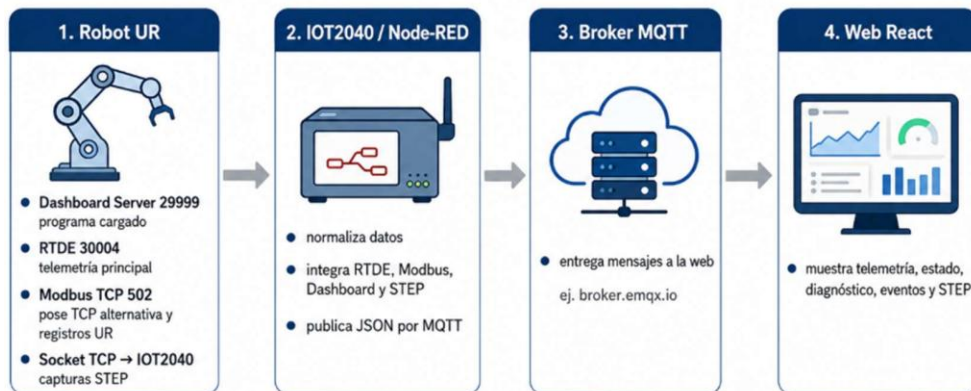 1. Robot UR
● Dashboard Server 29999
programa cargado
● RTDE 30004
telemetría principal
● Modbus TCP 502
pose TCP alternativa y
registros UR
● Socket TCP → IOT2040
capturas STEP
2. IOT2040 / Node-RED
● normaliza datos
● integra RTDE, Modbus,
Dashboard y STEP
● publica JSON por MQTT
3. Broker MQTT
● entrega mensajes a la web
ej. broker.emqx.io
4. Web React
● muestra telemetría, estado,
diagnóstico, eventos y STEP